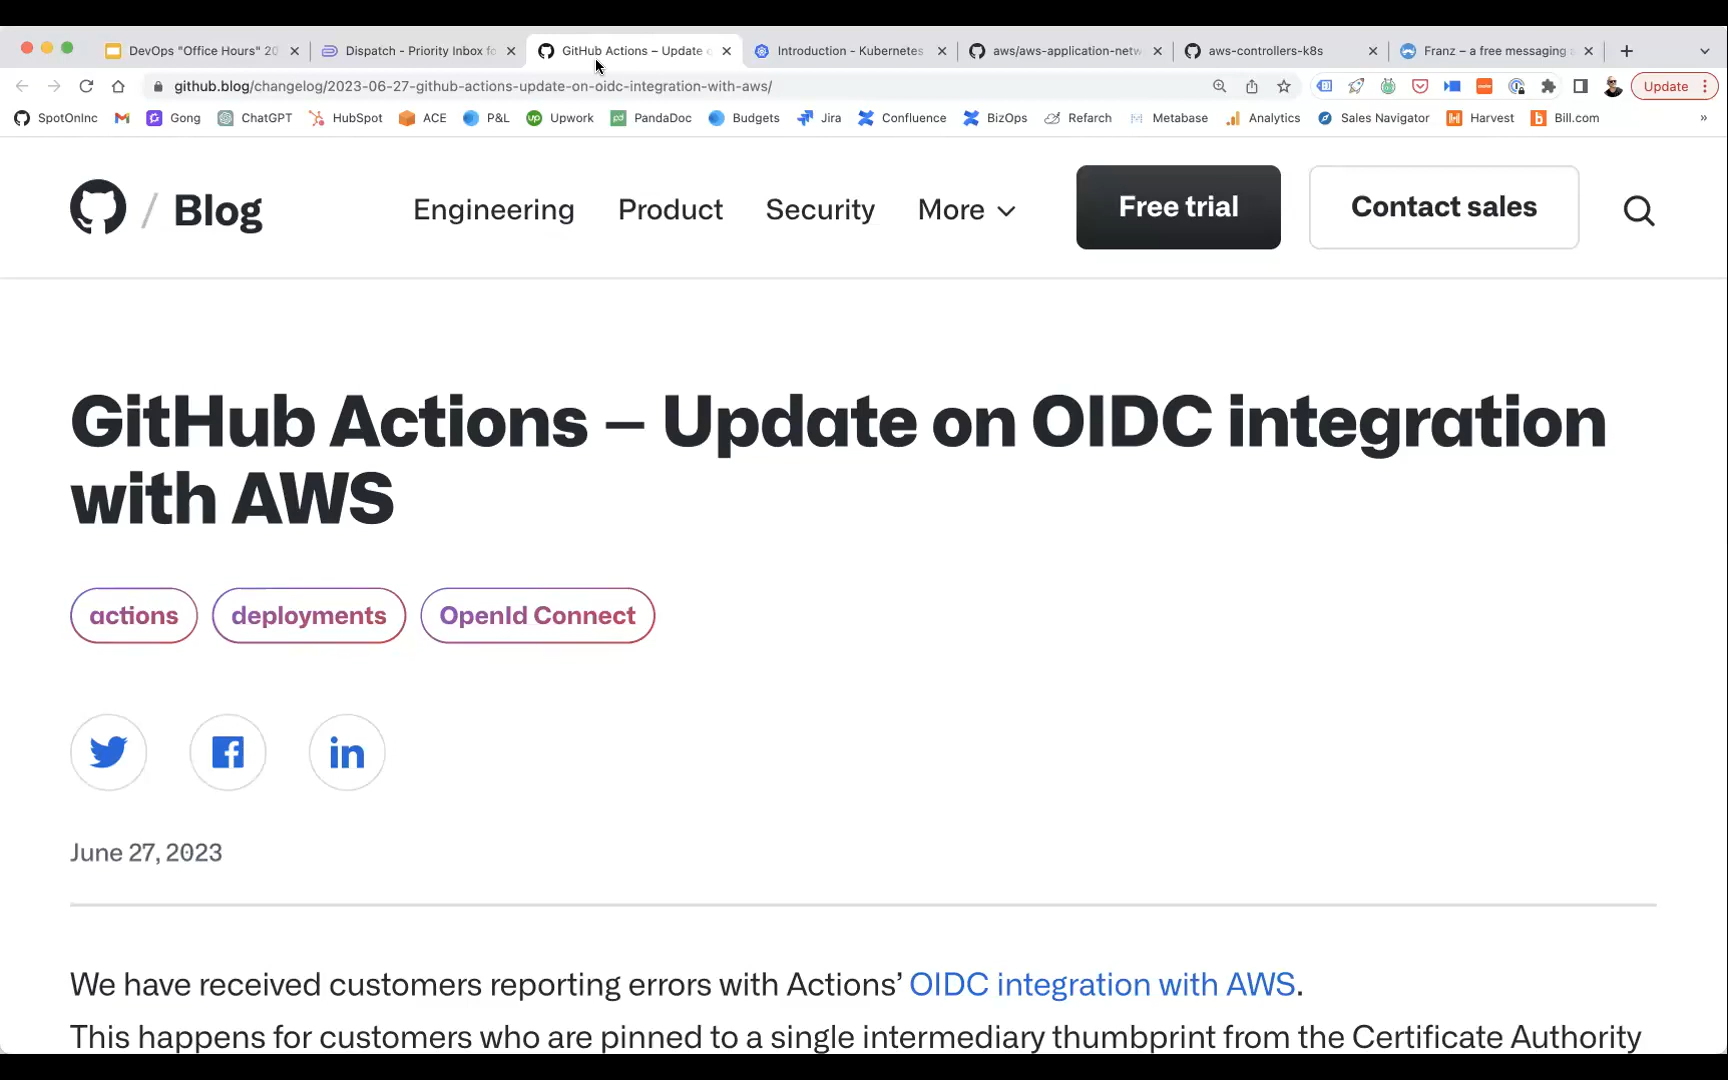 DevOps "Office Hours" 20
Dispatch - Priority Inbox fo
GitHub Actions – Update o
Introduction - Kubernetes
aws/aws-application-netw
aws-controllers-k8s
Franz – a free messaging a
github.blog/changelog/2023-06-27-github-actions-update-on-oidc-integration-with-aws/
Update
SpotOnInc
Gong
ChatGPT
HubSpot
ACE
P&L
Upwork
PandaDoc
Budgets
Jira
Confluence
BizOps
Refarch
Metabase
Analytics
Sales Navigator
Harvest
Bill.com
»
/ Blog
Engineering
Product
Security
More
Free trial
Contact sales
GitHub Actions – Update on OIDC integration
with AWS
actions
deployments
OpenId Connect
June 27, 2023
We have received customers reporting errors with Actions’ OIDC integration with AWS.
This happens for customers who are pinned to a single intermediary thumbprint from the Certificate Authority